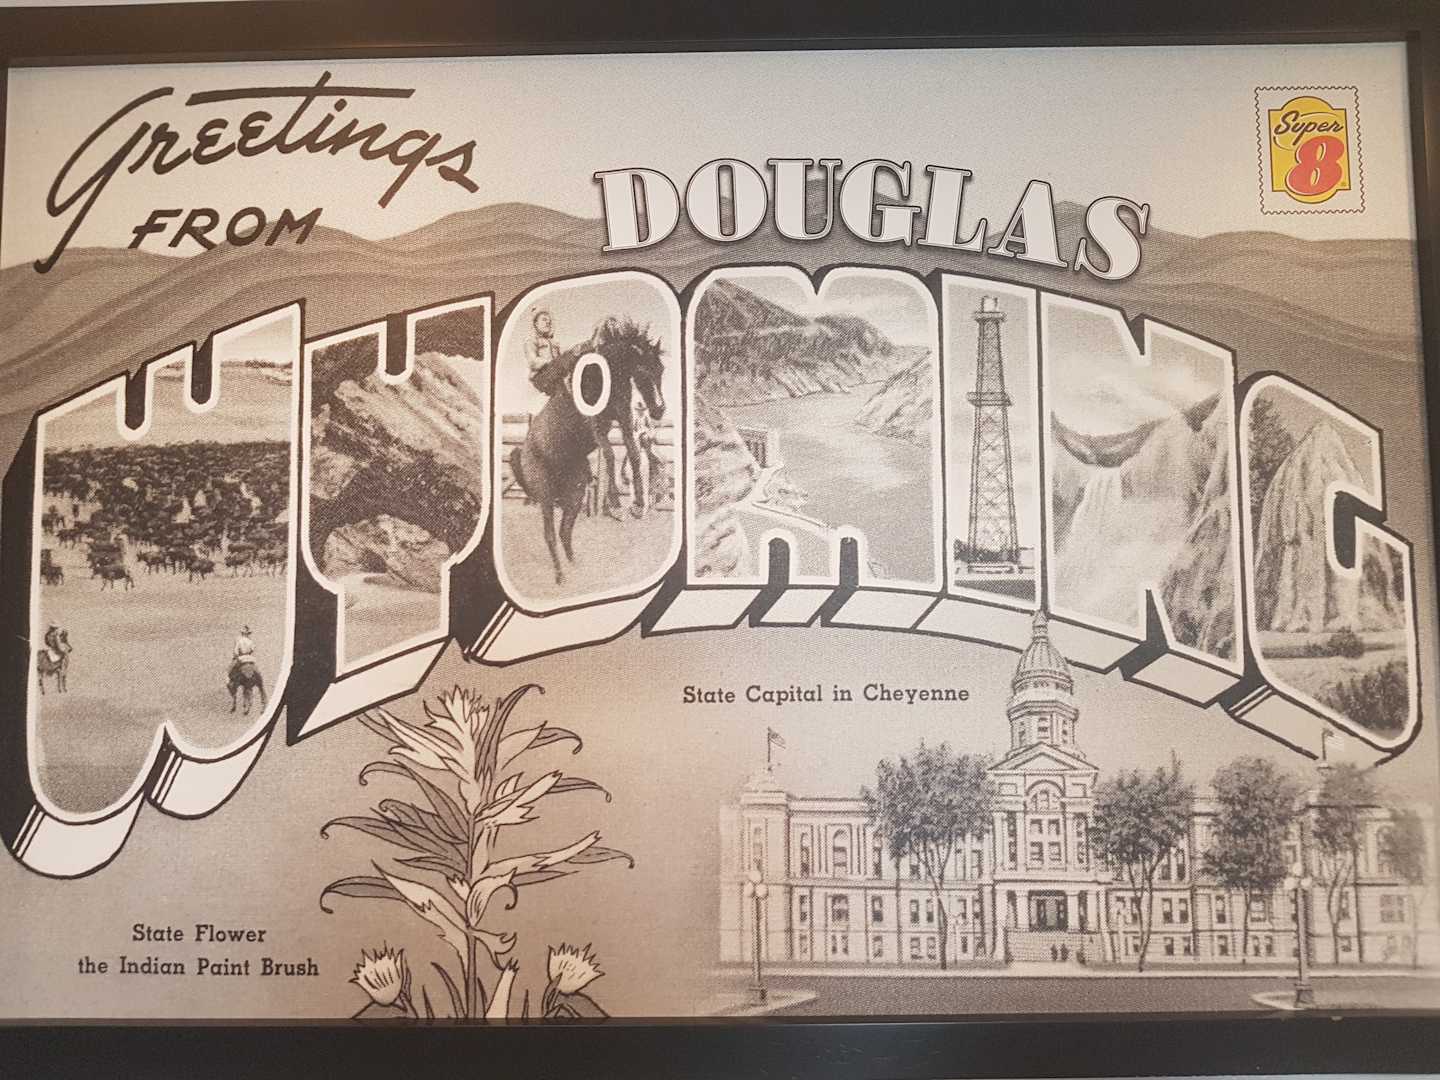 Greetings
FROM
DOUGLAS
WYOMING
Super
8
State Capital in Cheyenne
State Flower
the Indian Paint Brush